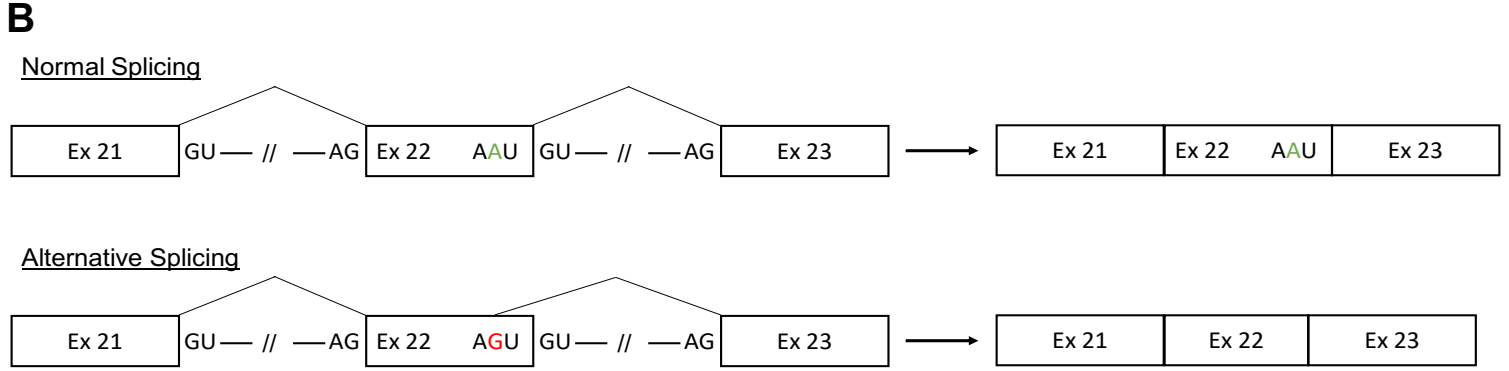 B
Normal Splicing
Ex 21 GU — // — AG Ex 22 AAU GU — // — AG Ex 23 Ex 21 Ex 22 AAU Ex 23
Alternative Splicing
Ex 21 GU — // — AG Ex 22 AGU GU — // — AG Ex 23 Ex 21 Ex 22 Ex 23